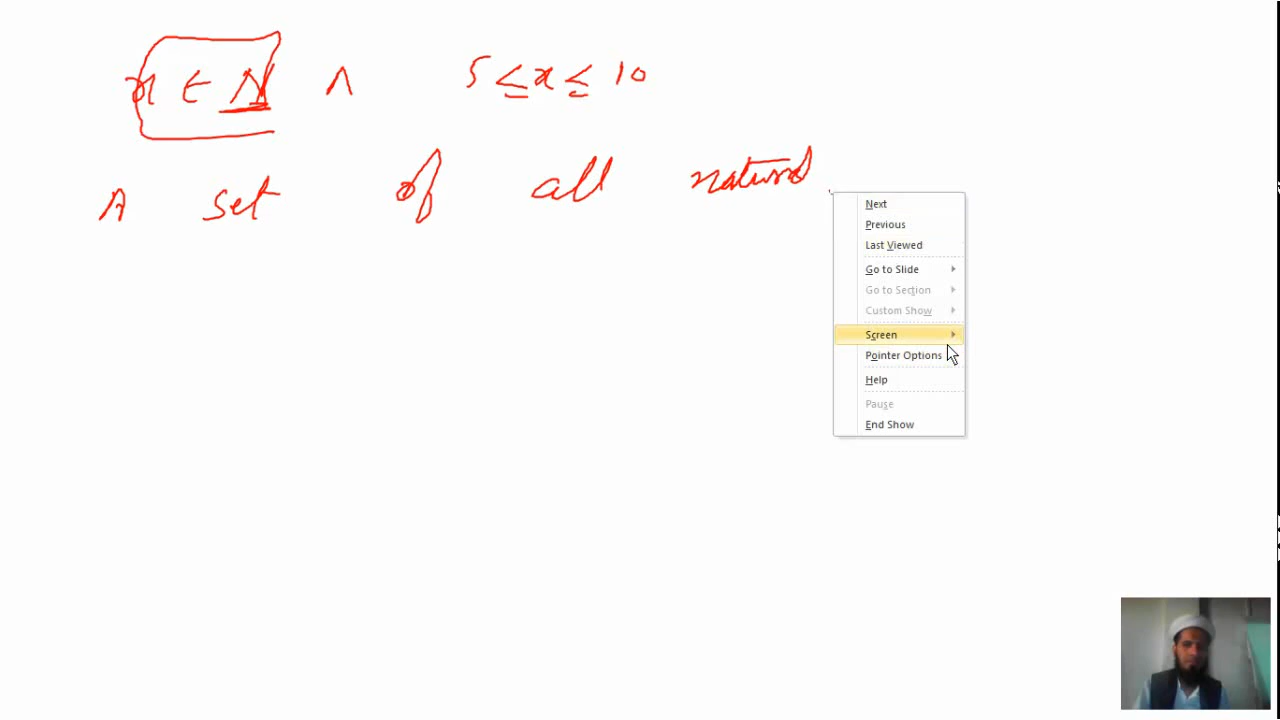 x ∈ N ∧ 5 ≤ x ≤ 10
A set of all natural
Next
Previous
Last Viewed
Go to Slide
Go to Section
Custom Show
Screen
Pointer Options
Help
Pause
End Show